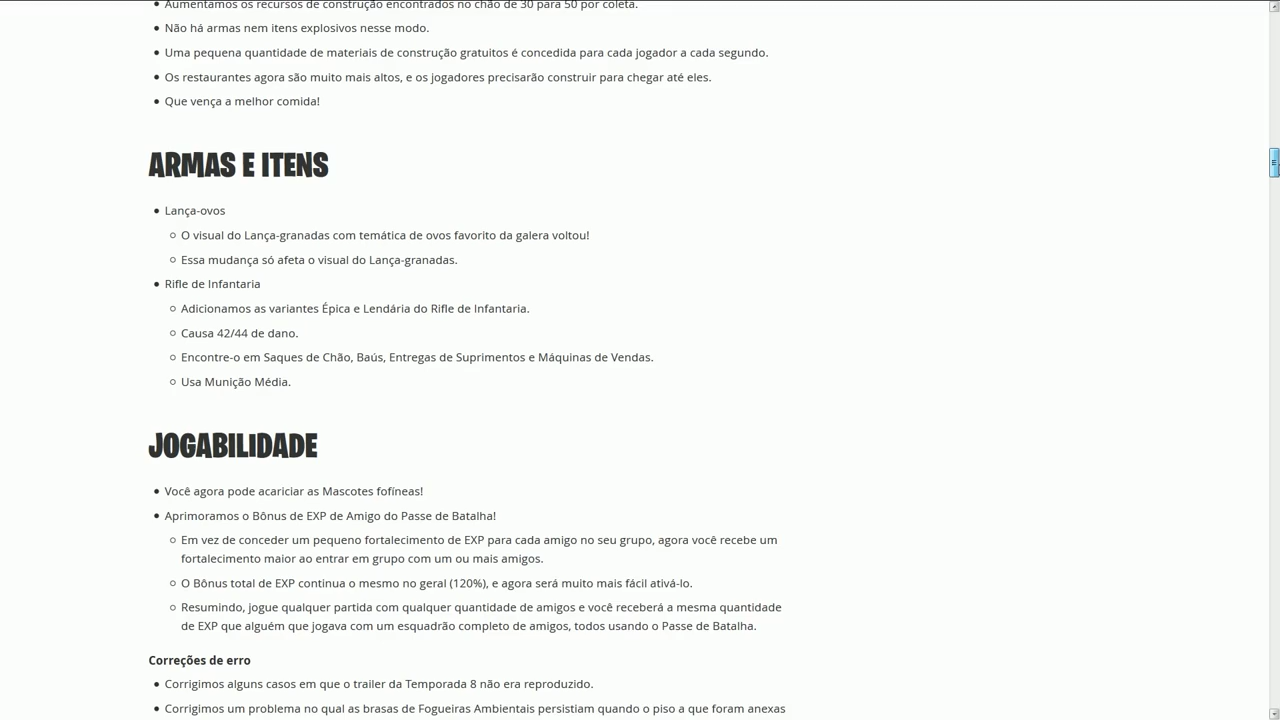 Aumentamos os recursos de construção encontrados no chão de 30 para 50 por coleta.
Não há armas nem itens explosivos nesse modo.
Uma pequena quantidade de materiais de construção gratuitos é concedida para cada jogador a cada segundo.
Os restaurantes agora são muito mais altos, e os jogadores precisarão construir para chegar até eles.
Que vença a melhor comida!
ARMAS E ITENS
Lança-ovos
O visual do Lança-granadas com temática de ovos favorito da galera voltou!
Essa mudança só afeta o visual do Lança-granadas.
Rifle de Infantaria
Adicionamos as variantes Épica e Lendária do Rifle de Infantaria.
Causa 42/44 de dano.
Encontre-o em Saques de Chão, Baús, Entregas de Suprimentos e Máquinas de Vendas.
Usa Munição Média.
JOGABILIDADE
Você agora pode acariciar as Mascotes fofíneas!
Aprimoramos o Bônus de EXP de Amigo do Passe de Batalha!
Em vez de conceder um pequeno fortalecimento de EXP para cada amigo no seu grupo, agora você recebe um
fortalecimento maior ao entrar em grupo com um ou mais amigos.
O Bônus total de EXP continua o mesmo no geral (120%), e agora será muito mais fácil ativá-lo.
Resumindo, jogue qualquer partida com qualquer quantidade de amigos e você receberá a mesma quantidade
de EXP que alguém que jogava com um esquadrão completo de amigos, todos usando o Passe de Batalha.
Correções de erro
Corrigimos alguns casos em que o trailer da Temporada 8 não era reproduzido.
Corrigimos um problema no qual as brasas de Fogueiras Ambientais persistiam quando o piso a que foram anexas